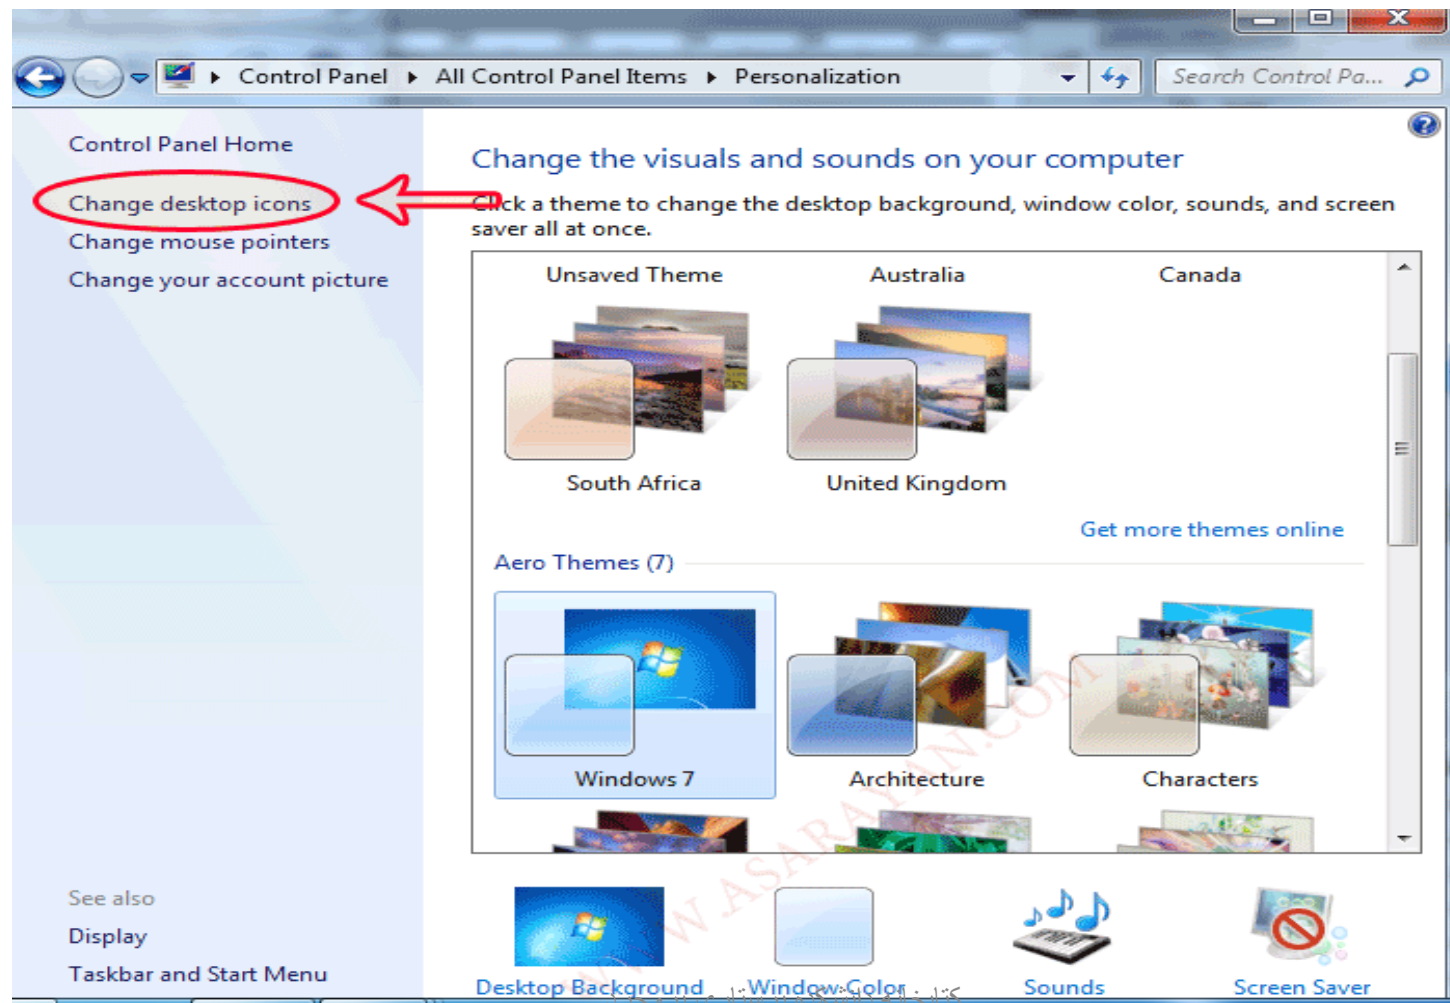 Control Panel ▸ All Control Panel Items ▸ Personalization
Search Control Pa...
Control Panel Home
Change desktop icons
Change mouse pointers
Change your account picture
See also
Display
Taskbar and Start Menu
Change the visuals and sounds on your computer
Click a theme to change the desktop background, window color, sounds, and screen
saver all at once.
Unsaved Theme
Australia
Canada
South Africa
United Kingdom
Get more themes online
Aero Themes (7)
Windows 7
Architecture
Characters
Desktop Background
Window Color
Sounds
Screen Saver
WWW.ASARAYAN.COM